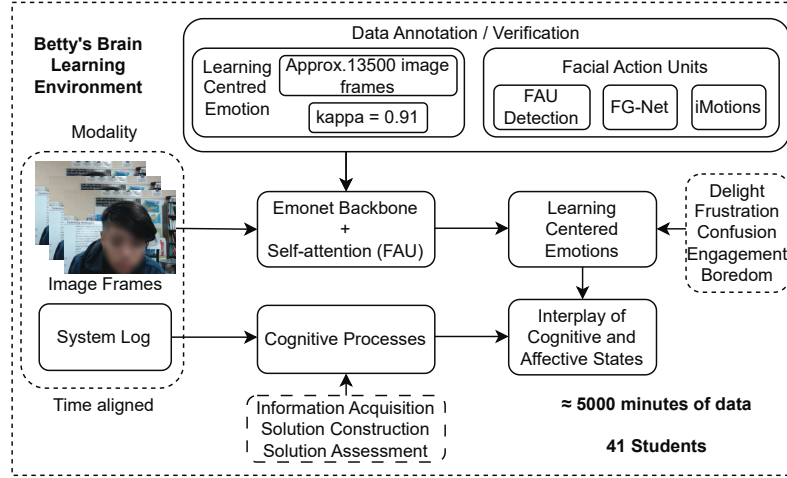 Betty's Brain
Learning
Environment
Data Annotation / Verification
Learning
Centred
Emotion
Approx.13500 image
frames
kappa = 0.91
Facial Action Units
FAU
Detection
FG-Net
iMotions
Modality
Image Frames
System Log
Time aligned
Emonet Backbone
+
Self-attention (FAU)
Learning
Centered
Emotions
Delight
Frustration
Confusion
Engagement
Boredom
Cognitive Processes
Interplay of
Cognitive and
Affective States
Information Acquisition
Solution Construction
Solution Assessment
≈ 5000 minutes of data
41 Students